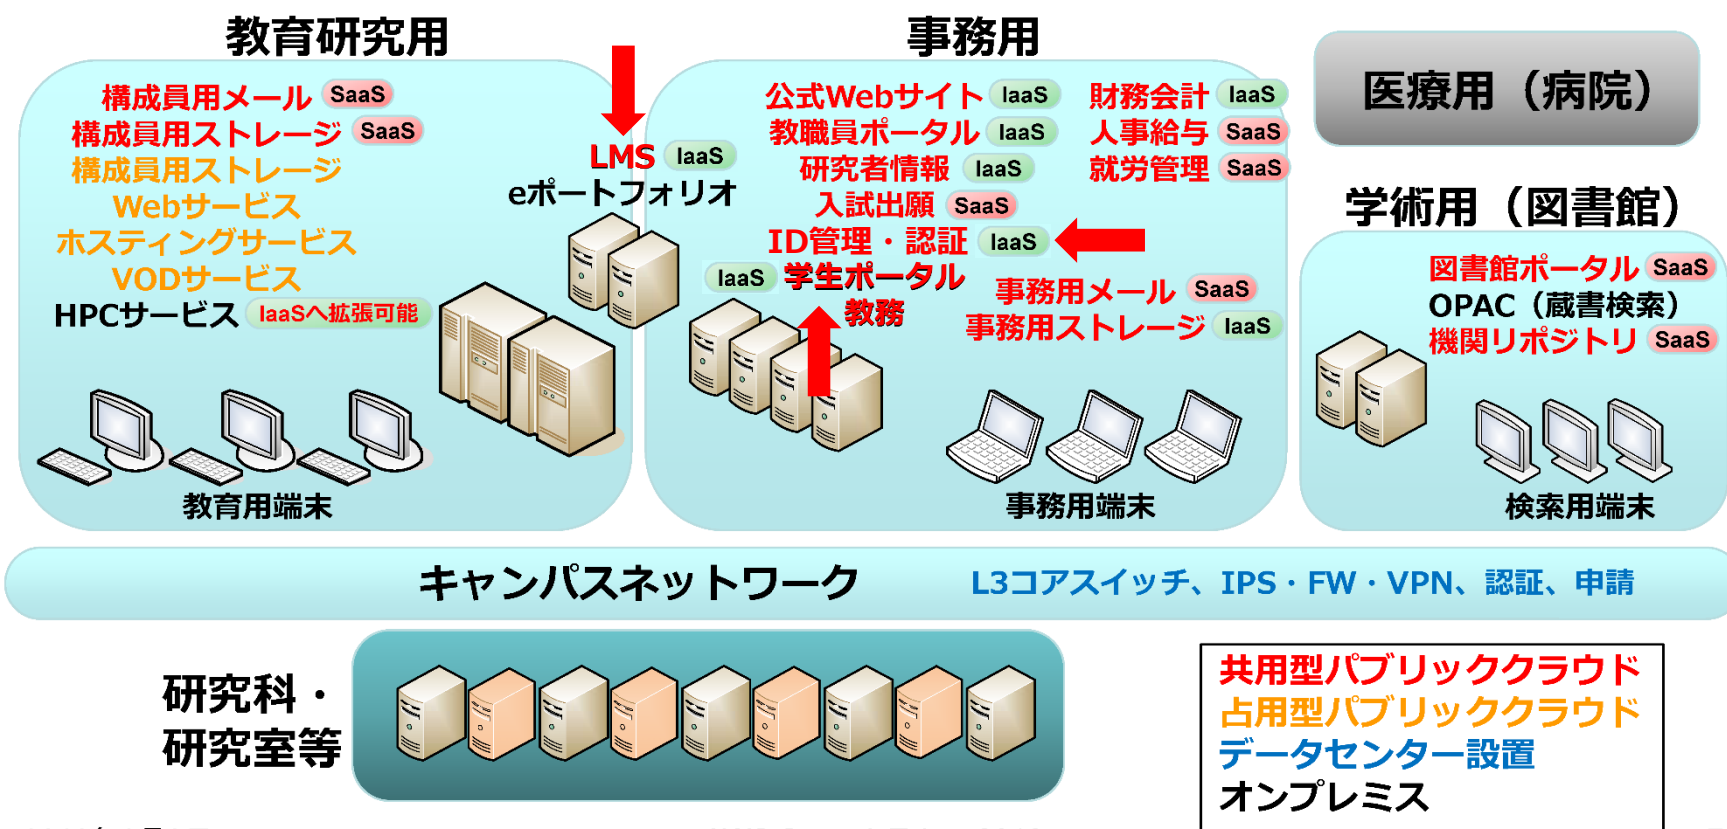 教育研究用
構成員用メール SaaS
構成員用ストレージ SaaS
構成員用ストレージ
Webサービス
ホスティングサービス
VODサービス
HPCサービス IaaSへ拡張可能
教育用端末
LMS IaaS
eポートフォリオ
事務用
公式Webサイト IaaS
教職員ポータル IaaS
研究者情報 IaaS
入試出願 SaaS
ID管理・認証 IaaS
IaaS 学生ポータル
教務
財務会計 IaaS
人事給与 SaaS
就労管理 SaaS
事務用メール SaaS
事務用ストレージ IaaS
事務用端末
医療用（病院）
学術用（図書館）
図書館ポータル SaaS
OPAC（蔵書検索）
機関リポジトリ SaaS
検索用端末
キャンパスネットワーク
L3コアスイッチ、IPS・FW・VPN、認証、申請
研究科・
研究室等
共用型パブリッククラウド
占用型パブリッククラウド
データセンター設置
オンプレミス